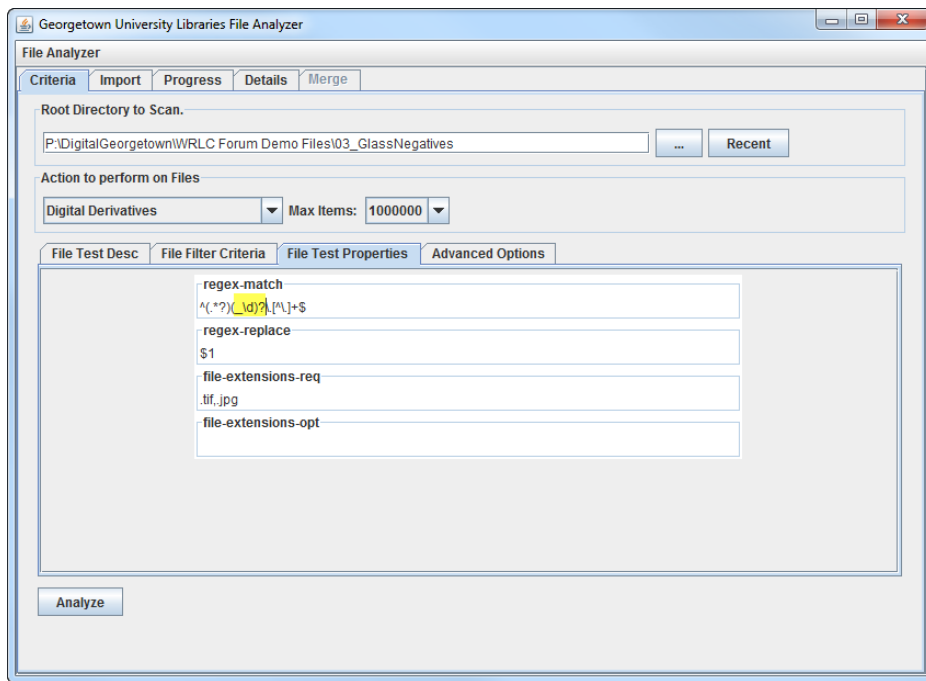 Georgetown University Libraries File Analyzer
File Analyzer
Criteria Import Progress Details Merge
Root Directory to Scan.
P:\DigitalGeorgetown\WRLC Forum Demo Files\03_GlassNegatives ... Recent
Action to perform on Files
Digital Derivatives Max Items: 1000000
File Test Desc File Filter Criteria File Test Properties Advanced Options
regex-match
^(.*?)(_\d)?\.[^\.]+$
regex-replace
$1
file-extensions-req
.tif,.jpg
file-extensions-opt
Analyze